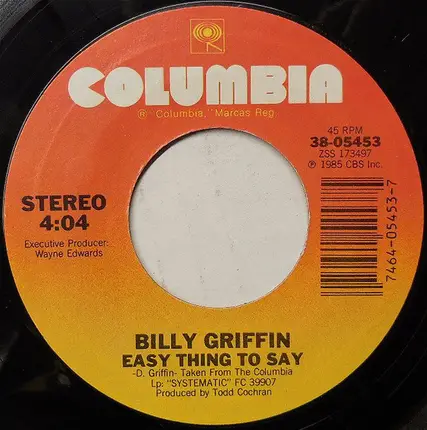 COLUMBIA
® "Columbia," Marcas Reg
45 RPM
38-05453
ZSS 173497
℗ 1985 CBS Inc.
STEREO
4:04
Executive Producer:
Wayne Edwards
7464-05453-7
BILLY GRIFFIN
EASY THING TO SAY
-D. Griffin- Taken From The Columbia
Lp: "SYSTEMATIC" FC 39907
Produced by Todd Cochran